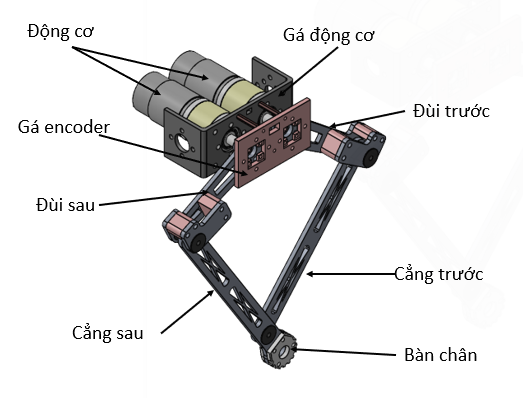 Động cơ
Gá động cơ
Đùi trước
Gá encoder
Đùi sau
Cẳng trước
Cẳng sau
Bàn chân